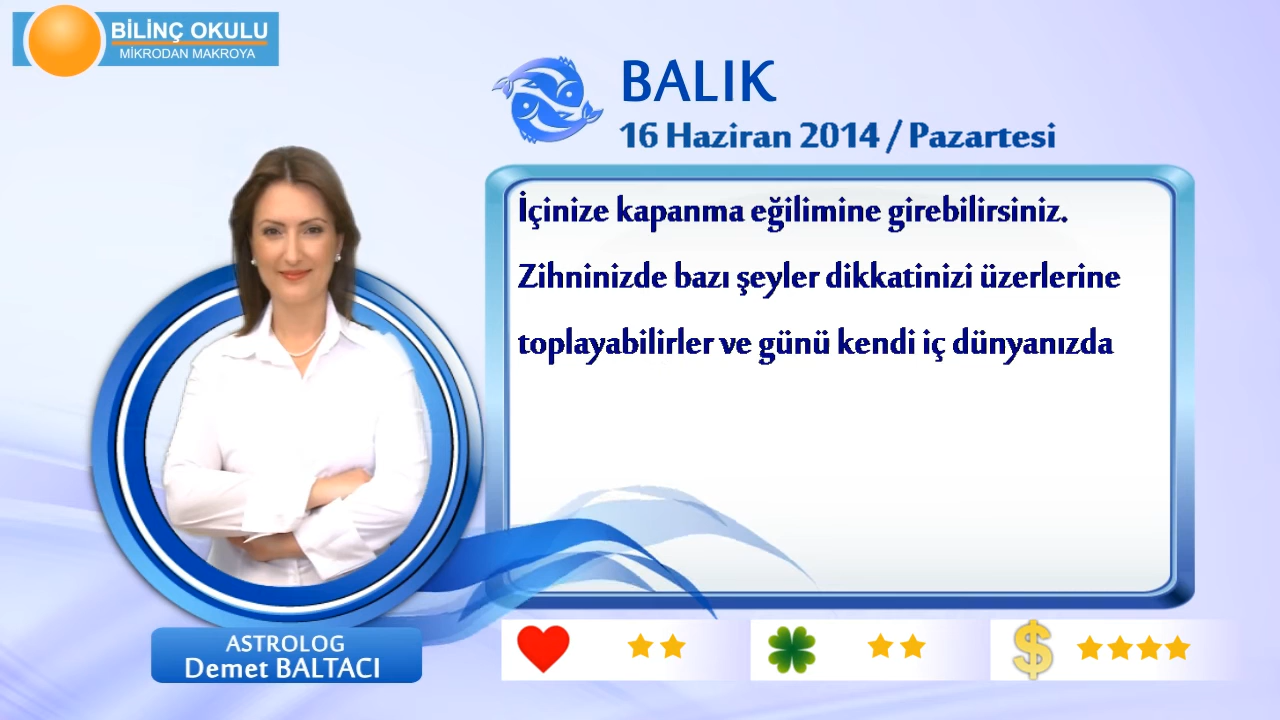 BİLİNÇ OKULU
MİKRODAN MAKROYA
BALIK
16 Haziran 2014 / Pazartesi
İçinize kapanma eğilimine girebilirsiniz.
Zihninizde bazı şeyler dikkatinizi üzerlerine
toplayabilirler ve günü kendi iç dünyanızda
ASTROLOG
Demet BALTACI